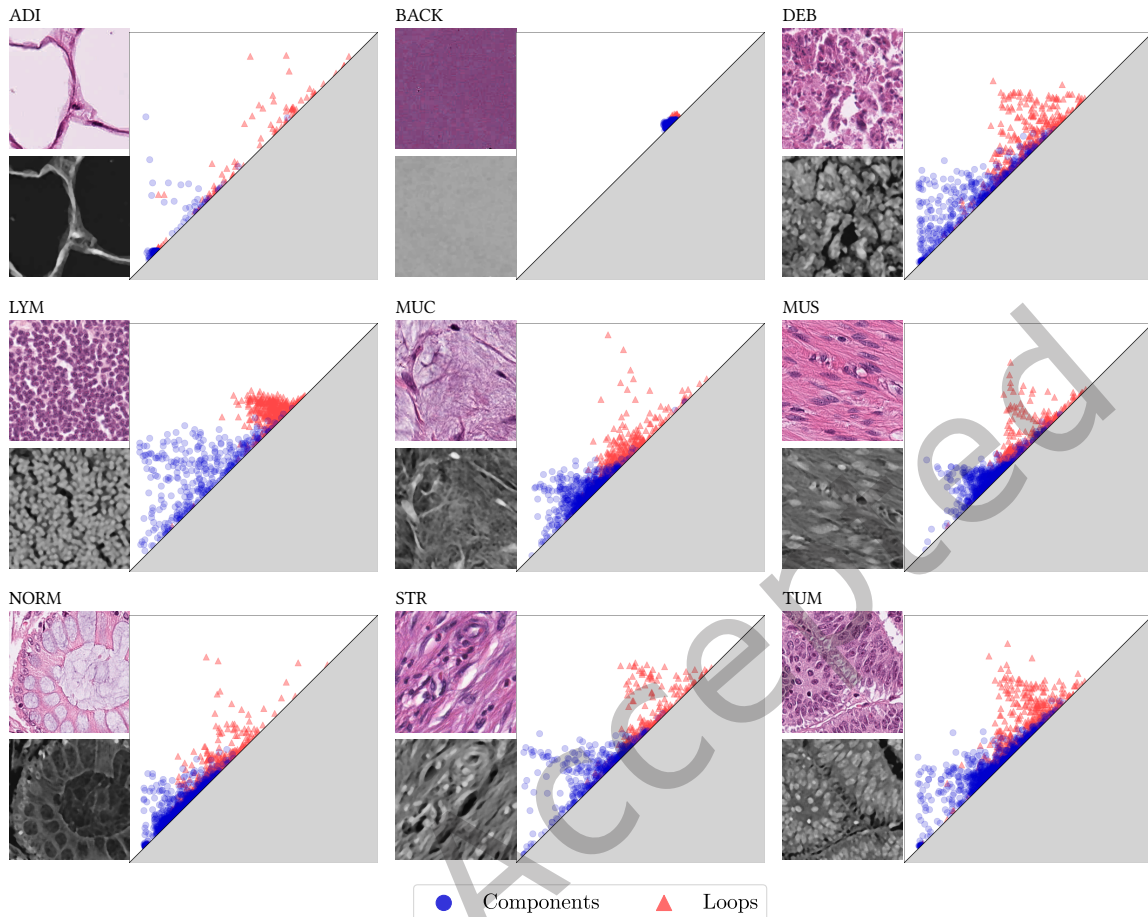 ADI
BACK
DEB
LYM
MUC
MUS
NORM
STR
TUM
Components
Loops
Accepted